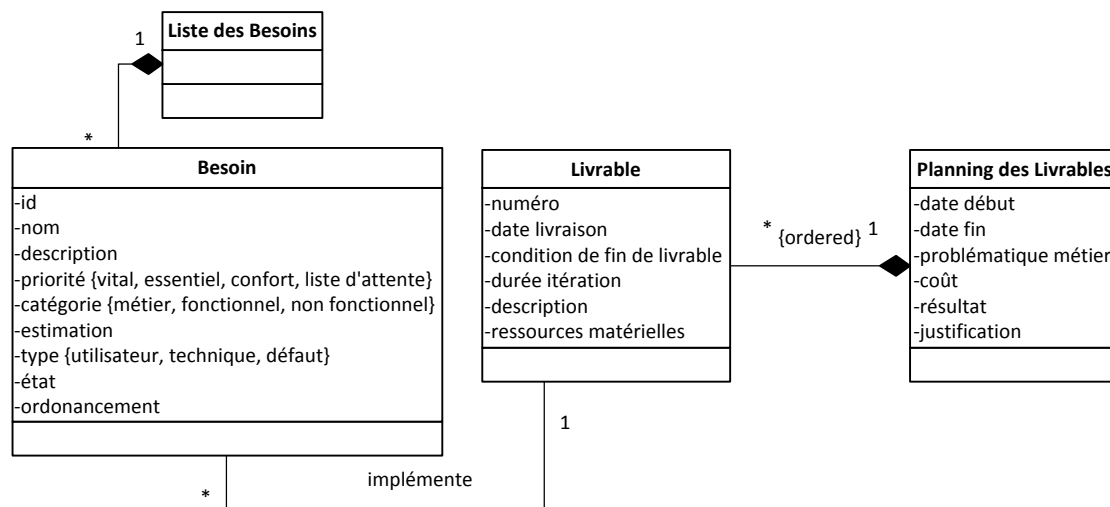 Liste des Besoins
1
*
Besoin
-id
-nom
-description
-priorité {vital, essentiel, confort, liste d'attente}
-catégorie {métier, fonctionnel, non fonctionnel}
-estimation
-type {utilisateur, technique, défaut}
-état
-ordonancement
*
implémente
1
Livrable
-numéro
-date livraison
-condition de fin de livrable
-durée itération
-description
-ressources matérielles
* {ordered} 1
Planning des Livrables
-date début
-date fin
-problématique métier
-coût
-résultat
-justification